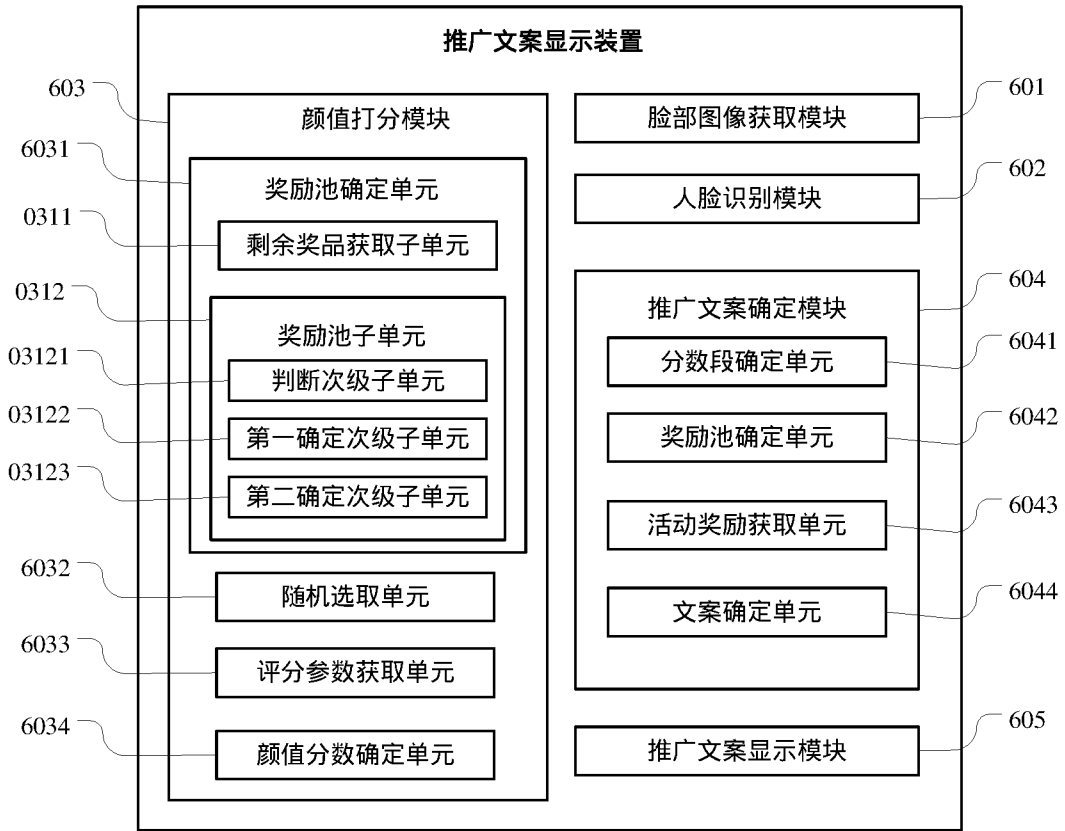 推广文案显示装置
603
颜值打分模块
6031
奖励池确定单元
0311
剩余奖品获取子单元
0312
奖励池子单元
03121
判断次级子单元
03122
第一确定次级子单元
03123
第二确定次级子单元
6032
随机选取单元
6033
评分参数获取单元
6034
颜值分数确定单元
601
脸部图像获取模块
602
人脸识别模块
604
推广文案确定模块
6041
分数段确定单元
6042
奖励池确定单元
6043
活动奖励获取单元
6044
文案确定单元
605
推广文案显示模块